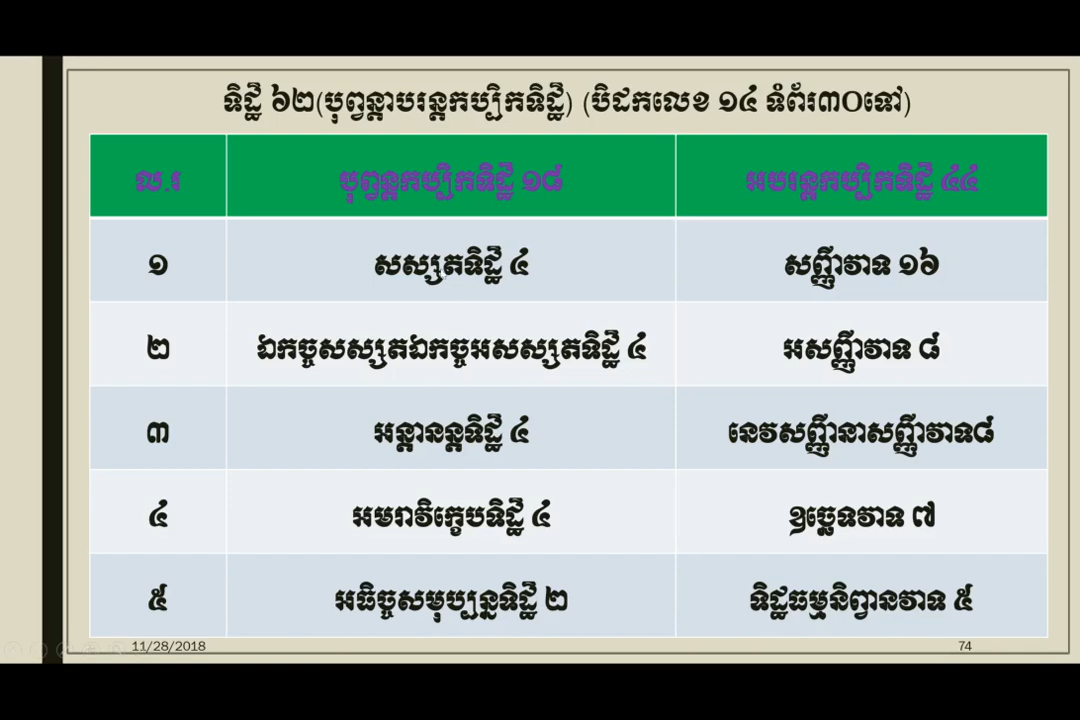 ទិដ្ឋិ ៦២(បុព្វន្តាបរន្តកប្បិកទិដ្ឋិ) (បិដកលេខ ១៤ ទំព័រ៣០ទៅ)
ល.រ បុព្វន្តកប្បិកទិដ្ឋិ ១៨ អបរន្តកប្បិកទិដ្ឋិ ៤៤
១ សស្សតទិដ្ឋិ ៤ សញ្ញីវាទ ១៦
២ ឯកច្ចសស្សតឯកច្ចអសស្សតទិដ្ឋិ ៤ អសញ្ញីវាទ ៨
៣ អន្តានន្តទិដ្ឋិ ៤ នេវសញ្ញីនាសញ្ញីវាទ៨
៤ អមរាវិក្ខេបទិដ្ឋិ ៤ ឧច្ឆេទវាទ ៧
៥ អធិច្ចសមុប្បន្នទិដ្ឋិ ២ ទិដ្ឋធម្មនិព្វានវាទ ៥
11/28/2018 74